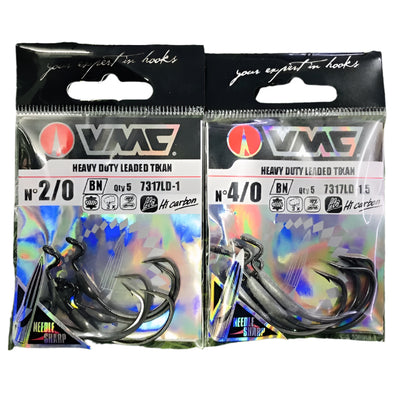 your expert in hooks
VMC
HEAVY DUTY LEADED TIKAN
N° 2/0
BN Qty 5 7317LD-1
Hi carbon
NEEDLE SHARP
your expert in hooks
VMC
HEAVY DUTY LEADED TIKAN
N° 4/0
BN Qty 5 7317LD-1.5
Hi carbon
NEEDLE SHARP